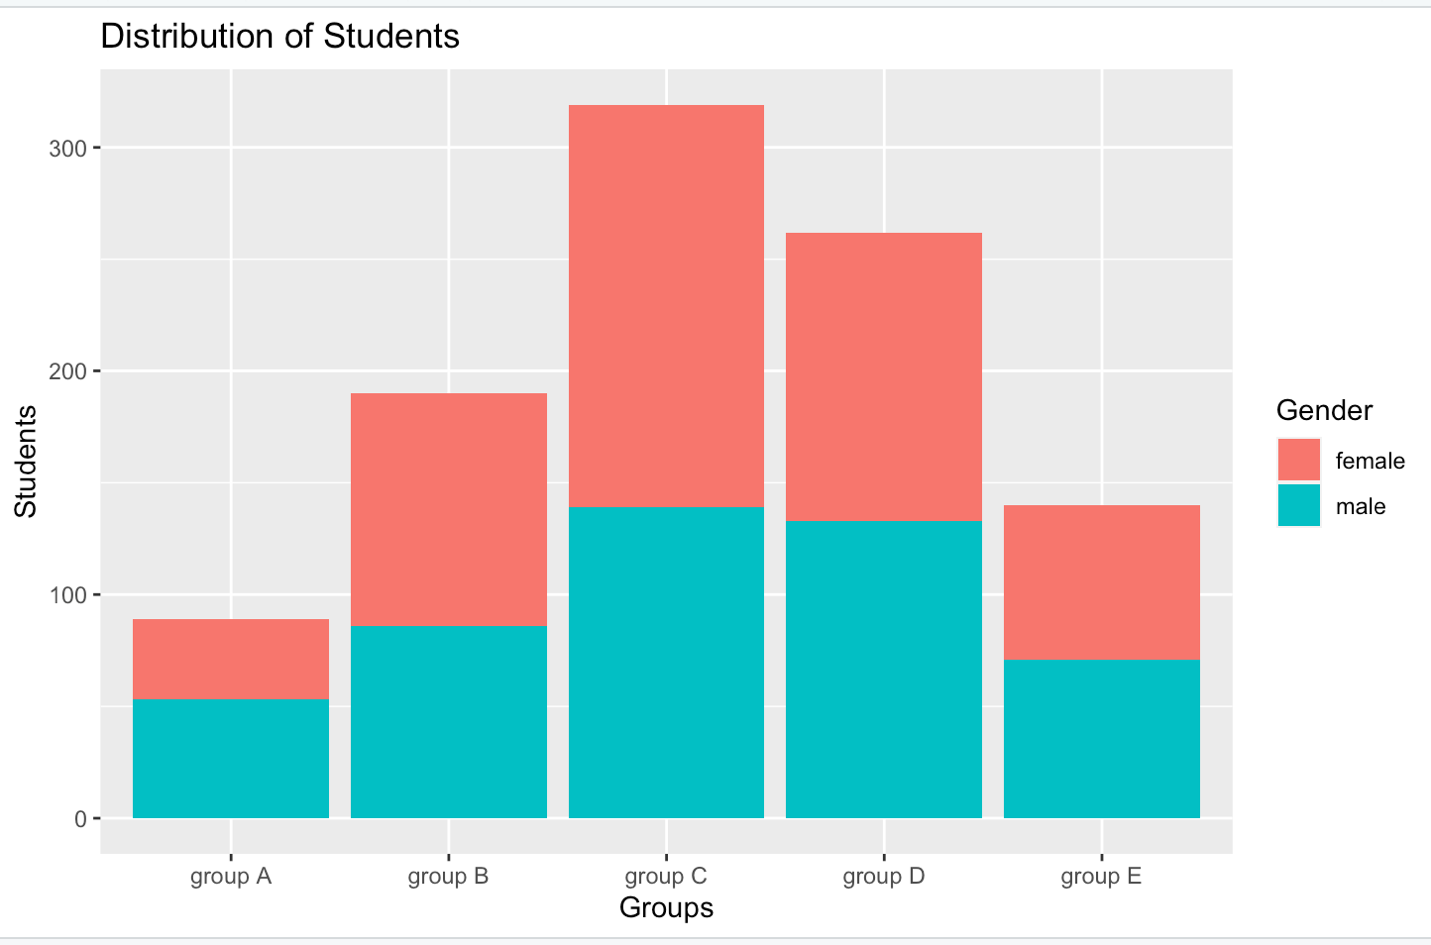 Distribution of Students
Students
300
200
100
0
group A
group B
group C
group D
group E
Groups
Gender
female
male